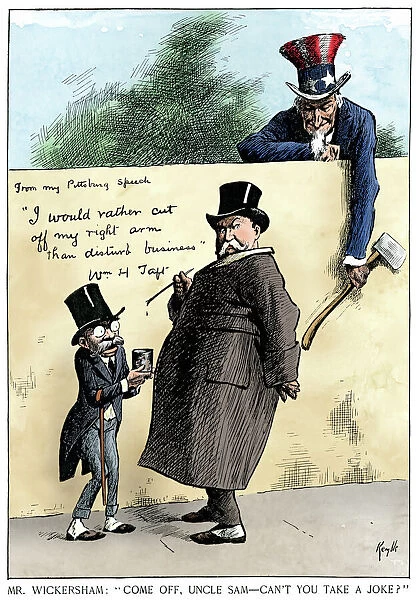 From my Pittsburg Speech
"I would rather cut
off my right arm
than disturb business"
Wm H Taft
MR. WICKERSHAM: "COME OFF, UNCLE SAM—CAN'T YOU TAKE A JOKE?"